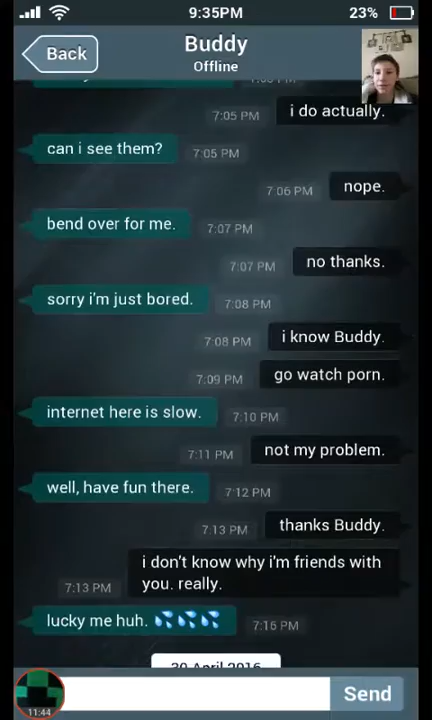 9:35PM
23%
Back
Buddy
Offline
i do actually.
7:05 PM
can i see them?
7:05 PM
nope.
7:06 PM
bend over for me.
7:07 PM
no thanks.
7:07 PM
sorry i'm just bored.
7:08 PM
i know Buddy.
7:08 PM
go watch porn.
7:09 PM
internet here is slow.
7:10 PM
not my problem.
7:11 PM
well, have fun there.
7:12 PM
thanks Buddy.
7:13 PM
i don't know why i'm friends with
you. really.
7:13 PM
lucky me huh. 💦💦💦
7:16 PM
30 April 2016
11:44
Send